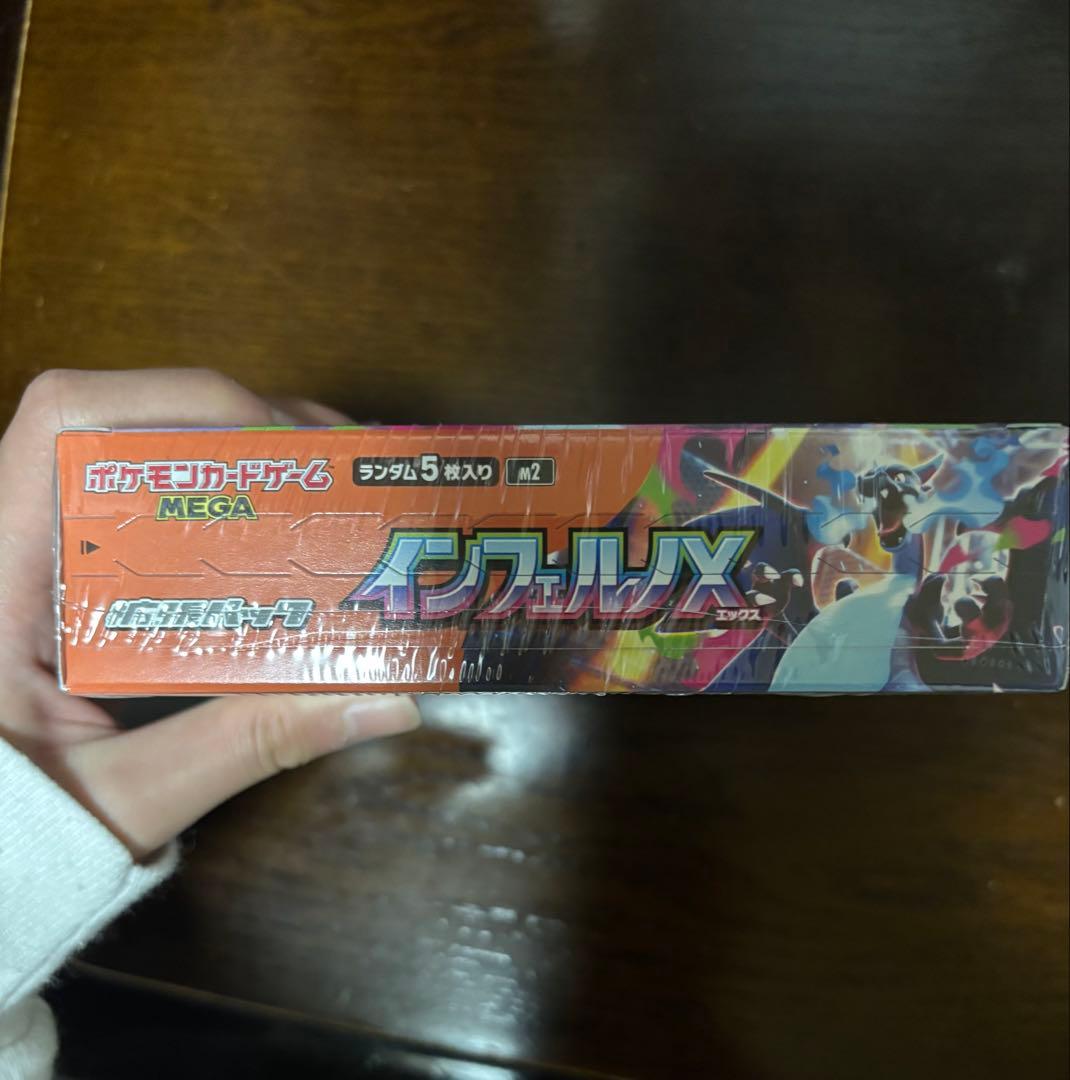 ポケモンカードゲーム
MEGA
ランダム5枚入り
M2
インフェルノX
エックス
拡張パック